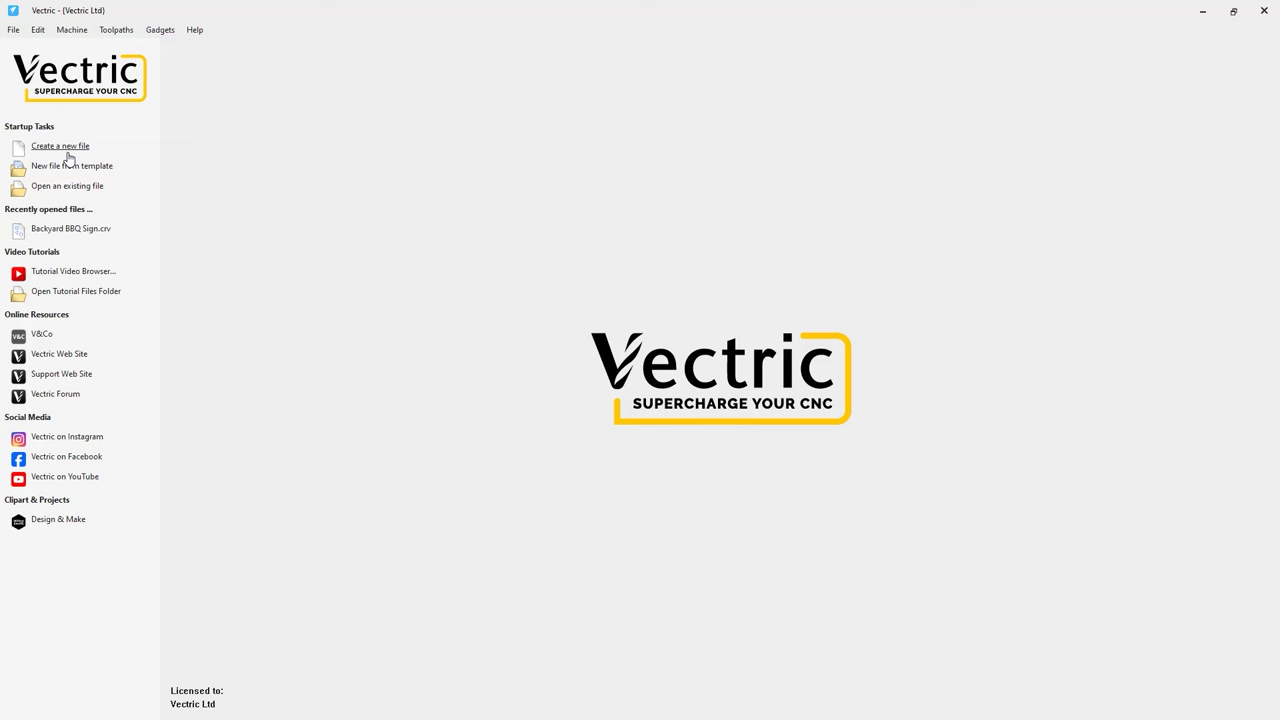 Vectric - {Vectric Ltd}
File Edit Machine Toolpaths Gadgets Help
Vectric
SUPERCHARGE YOUR CNC
Startup Tasks
Create a new file
New file from template
Open an existing file
Recently opened files ...
Backyard BBQ Sign.crv
Video Tutorials
Tutorial Video Browser...
Open Tutorial Files Folder
Online Resources
V&C V&Co
Vectric Web Site
Support Web Site
Vectric Forum
Social Media
Vectric on Instagram
Vectric on Facebook
Vectric on YouTube
Clipart & Projects
Design & Make
Vectric
SUPERCHARGE YOUR CNC
Licensed to:
Vectric Ltd